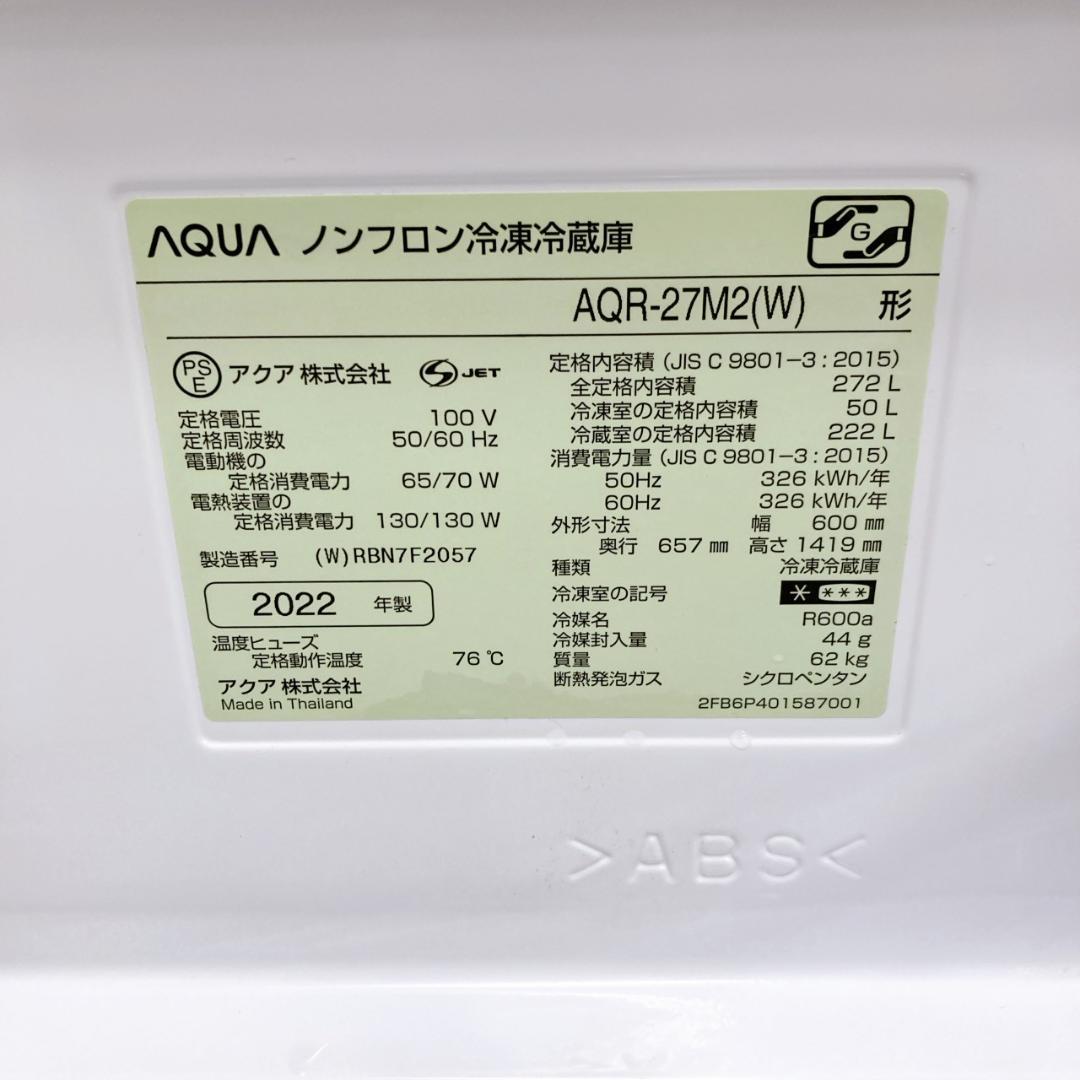 AQUA ノンフロン冷凍冷蔵庫
G
AQR-27M2(W) 形
PS E アクア 株式会社 S JET
定格電圧 100 V
定格周波数 50/60 Hz
電動機の
定格消費電力 65/70 W
電熱装置の
定格消費電力 130/130 W
製造番号 (W)RBN7F2057
2022 年製
温度ヒューズ
定格動作温度 76 ℃
アクア 株式会社
Made in Thailand
定格内容積 (JIS C 9801-3:2015)
全定格内容積 272 L
冷凍室の定格内容積 50 L
冷蔵室の定格内容積 222 L
消費電力量 (JIS C 9801-3:2015)
50Hz 326 kWh/年
60Hz 326 kWh/年
外形寸法 幅 600 mm
奥行 657 mm 高さ 1419 mm
種類 冷凍冷蔵庫
冷凍室の記号 * ***
冷媒名 R600a
冷媒封入量 44 g
質量 62 kg
断熱発泡ガス シクロペンタン
2FB6P401587001
>ABS<